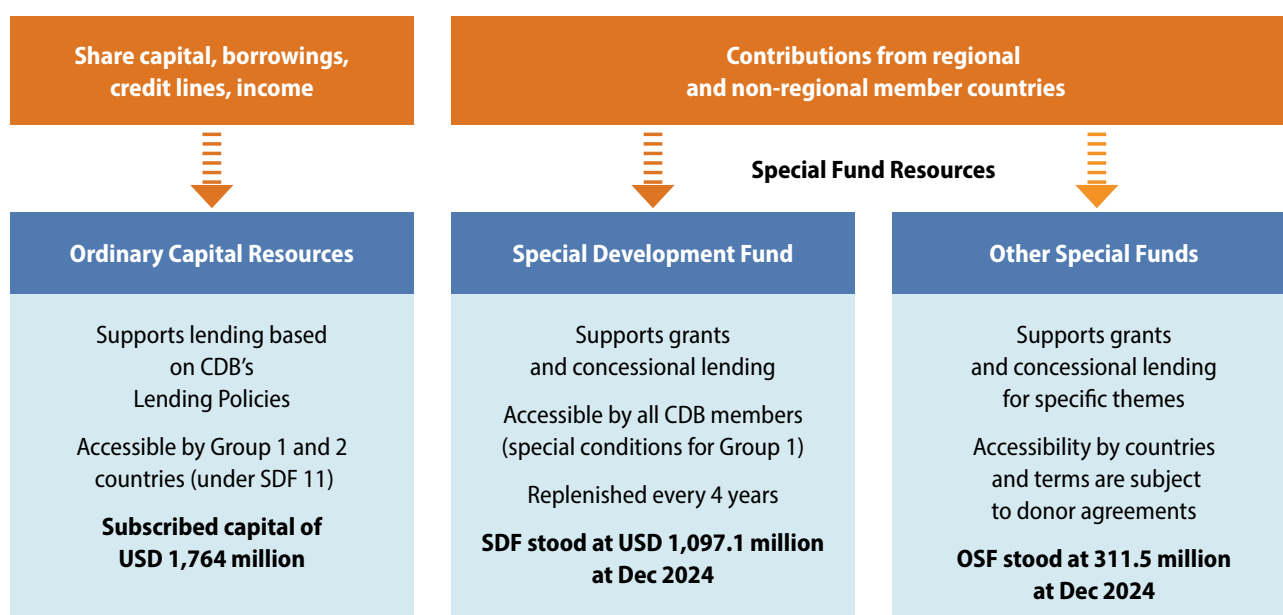 Share capital, borrowings,
credit lines, income
Contributions from regional
and non-regional member countries
Special Fund Resources
Ordinary Capital Resources
Supports lending based
on CDB's
Lending Policies
Accessible by Group 1 and 2
countries (under SDF 11)
Subscribed capital of
USD 1,764 million
Special Development Fund
Supports grants
and concessional lending
Accessible by all CDB members
(special conditions for Group 1)
Replenished every 4 years
SDF stood at USD 1,097.1 million
at Dec 2024
Other Special Funds
Supports grants
and concessional lending
for specific themes
Accessibility by countries
and terms are subject
to donor agreements
OSF stood at 311.5 million
at Dec 2024